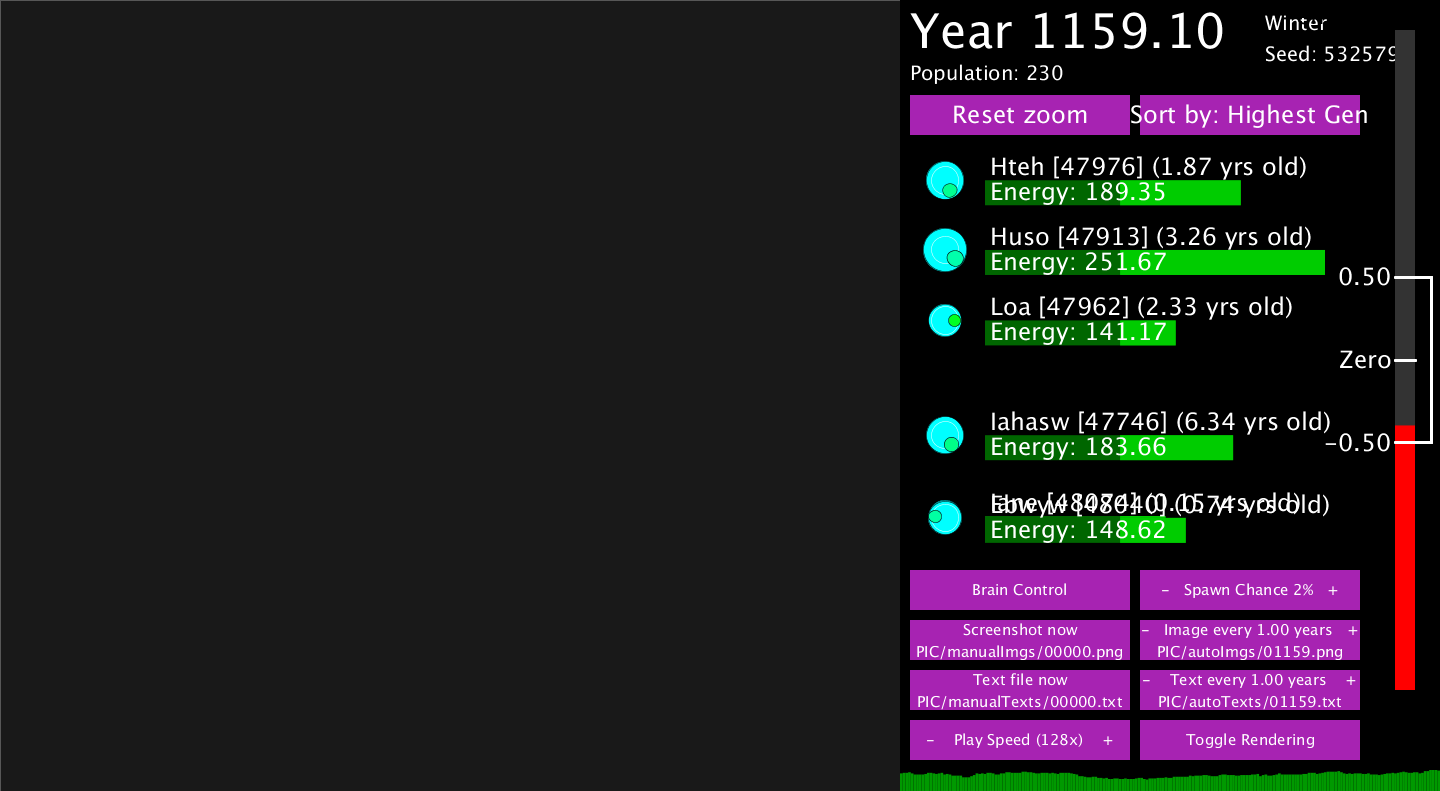 Year 1159.10
Winter
Seed: 532579
Population: 230
Reset zoom
Sort by: Highest Gen
Hteh [47976] (1.87 yrs old)
Energy: 189.35
Huso [47913] (3.26 yrs old)
Energy: 251.67
0.50
Loa [47962] (2.33 yrs old)
Energy: 141.17
Zero
Iahasw [47746] (6.34 yrs old)
Energy: 183.66
-0.50
Energy: 148.62
Brain Control
- Spawn Chance 2% +
Screenshot now
PIC/manualImgs/00000.png
- Image every 1.00 years +
PIC/autoImgs/01159.png
Text file now
PIC/manualTexts/00000.txt
- Text every 1.00 years +
PIC/autoTexts/01159.txt
- Play Speed (128x) +
Toggle Rendering